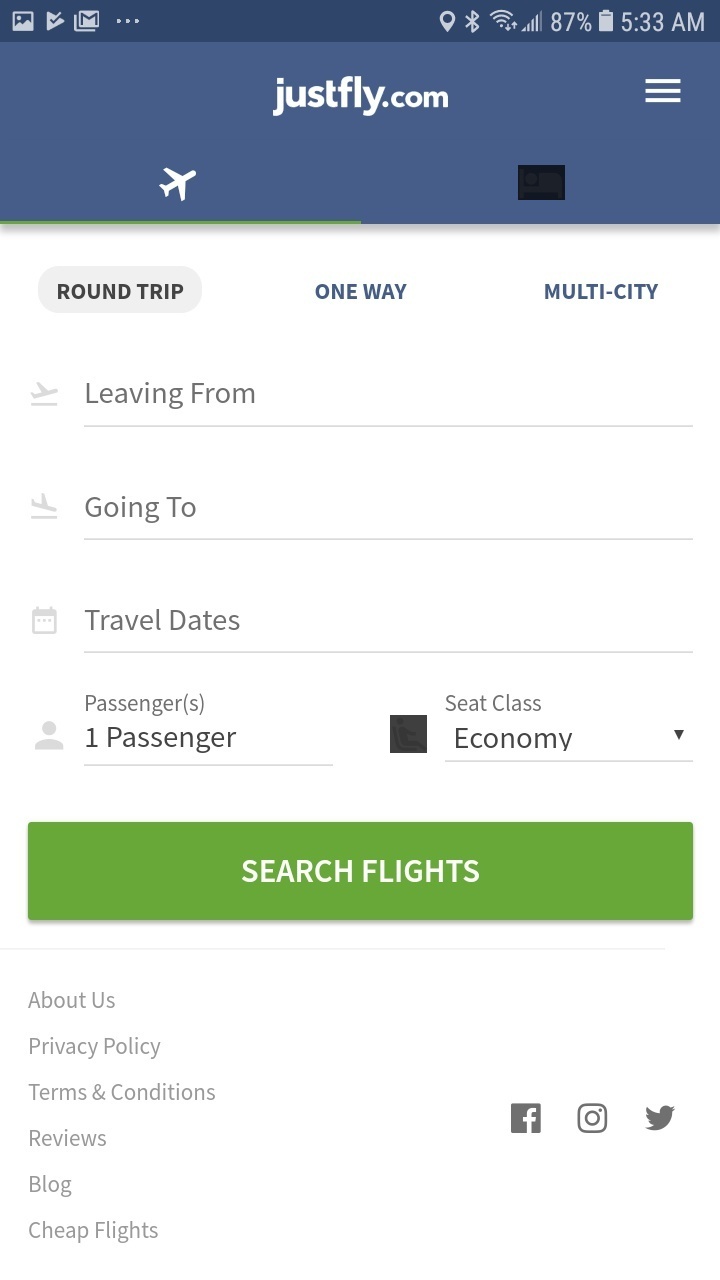 87% 5:33 AM
justfly.com
ROUND TRIP ONE WAY MULTI-CITY
Leaving From
Going To
Travel Dates
Passenger(s) Seat Class
1 Passenger Economy
SEARCH FLIGHTS
About Us
Privacy Policy
Terms & Conditions
Reviews
Blog
Cheap Flights